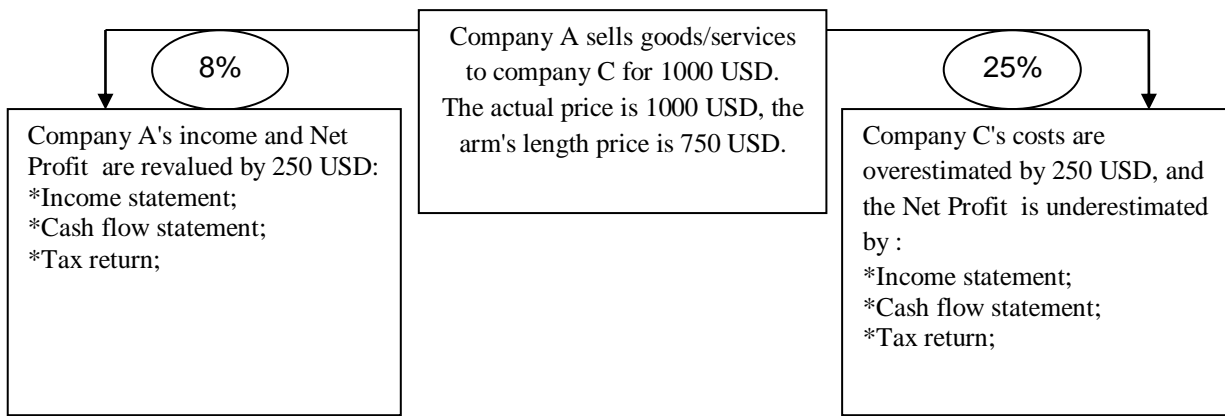 Company A sells goods/services
to company C for 1000 USD.
The actual price is 1000 USD, the
arm's length price is 750 USD.
8%
25%
Company A's income and Net
Profit are revalued by 250 USD:
*Income statement;
*Cash flow statement;
*Tax return;
Company C's costs are
overestimated by 250 USD, and
the Net Profit is underestimated
by :
*Income statement;
*Cash flow statement;
*Tax return;